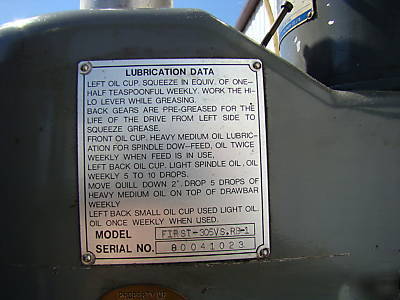 LUBRICATION DATA
LEFT OIL CUP. SQUEEZE IN EQUIV. OF ONE-
HALF TEASPOONFUL WEEKLY. WORK THE HI-
LO LEVER WHILE GREASING.
BACK GEARS ARE PRE-GREASED FOR THE
LIFE OF THE DRIVE FROM LEFT SIDE TO
SQUEEZE GREASE.
FRONT OIL CUP. HEAVY MEDIUM OIL LUBRIC-
ATION FOR SPINDLE DOW-FEED, OIL TWICE
WEEKLY WHEN FEED IS IN USE,
LEFT BACK OIL CUP. LIGHT SPINDLE OIL. OIL
WEEKLY 5 TO 10 DROPS.
MOVE QUILL DOWN 2". DROP 5 DROPS OF
HEAVY MEDIUM OIL ON TOP OF DRAWBAR
WEEKLY
LEFT BACK SMALL OIL CUP USED LIGHT OIL.
OIL ONCE WEEKLY WHEN USED.
MODEL FIRST-305VS.RB-1
SERIAL NO. 80041023